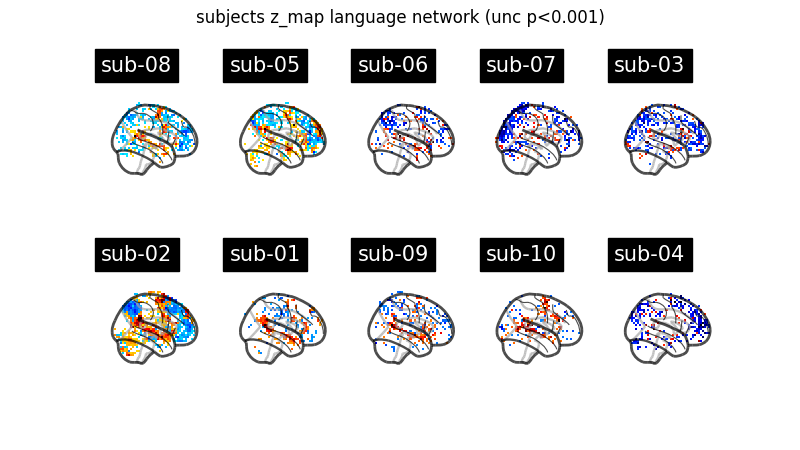 subjects z_map language network (unc p<0.001)
sub-08 sub-05 sub-06 sub-07 sub-03
sub-02 sub-01 sub-09 sub-10 sub-04